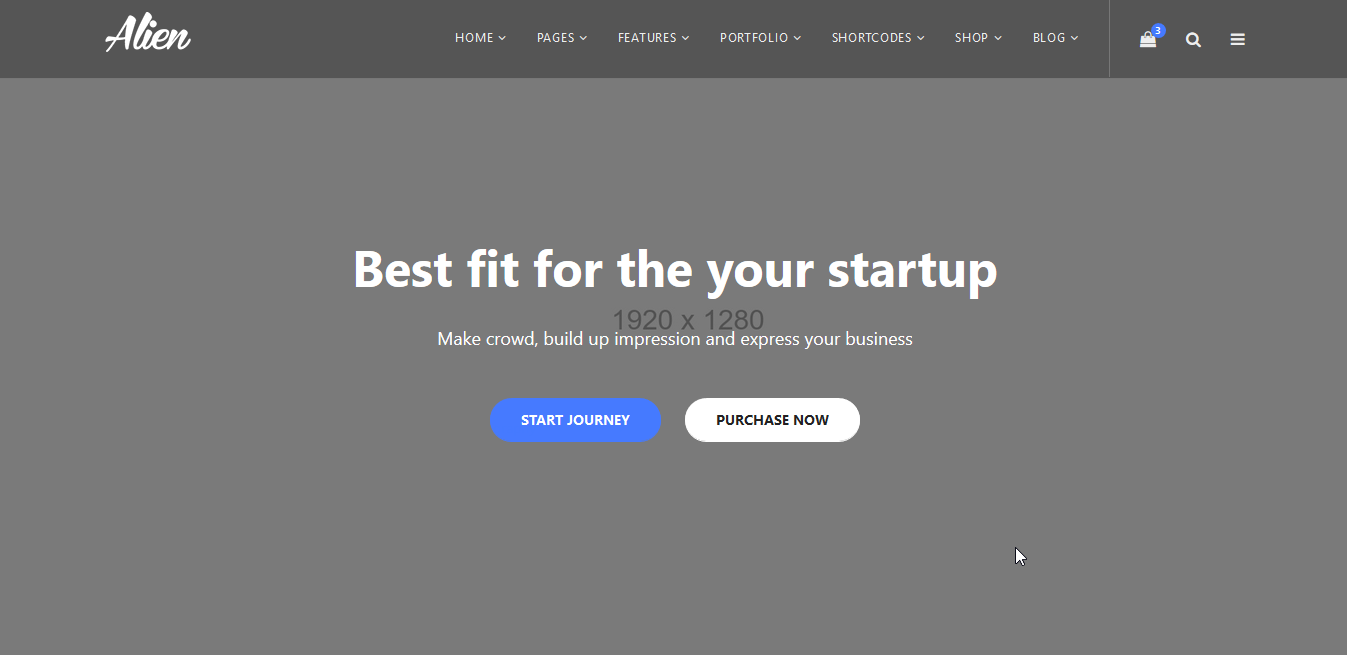 Alien
HOME PAGES FEATURES PORTFOLIO SHORTCODES SHOP BLOG 3
Best fit for the your startup
1920 x 1280
Make crowd, build up impression and express your business
START JOURNEY PURCHASE NOW